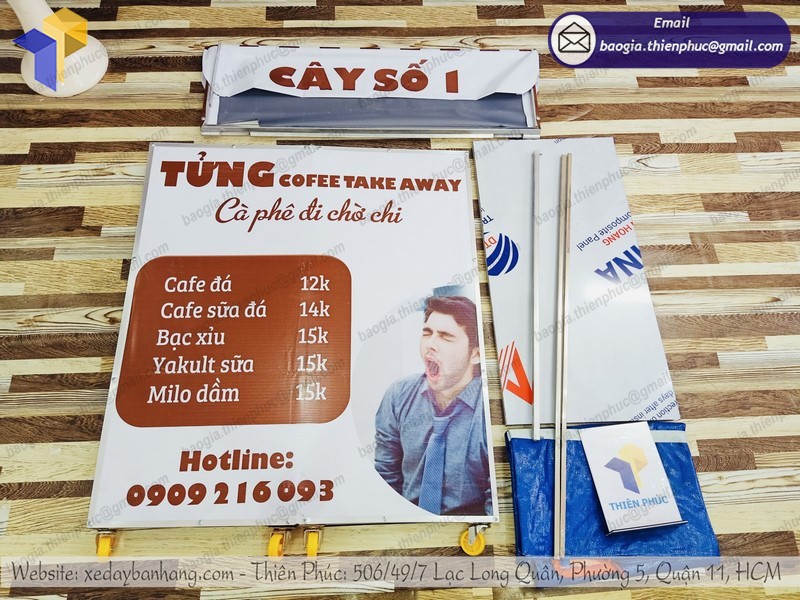 Email
baogia.thienphuc@gmail.com
CÂY SỐ 1
TỬNG COFEE TAKE AWAY
Cà phê đi chờ chi
Cafe đá 12k
Cafe sữa đá 14k
Bạc xỉu 15k
Yakult sữa 15k
Milo dầm 15k
Hotline:
0909 216 093
HOANG
Composite Panel
THIÊN PHÚC
Website: xedaybanhang.com - Thiên Phúc: 506/49/7 Lạc Long Quân, Phường 5, Quận 11, HCM